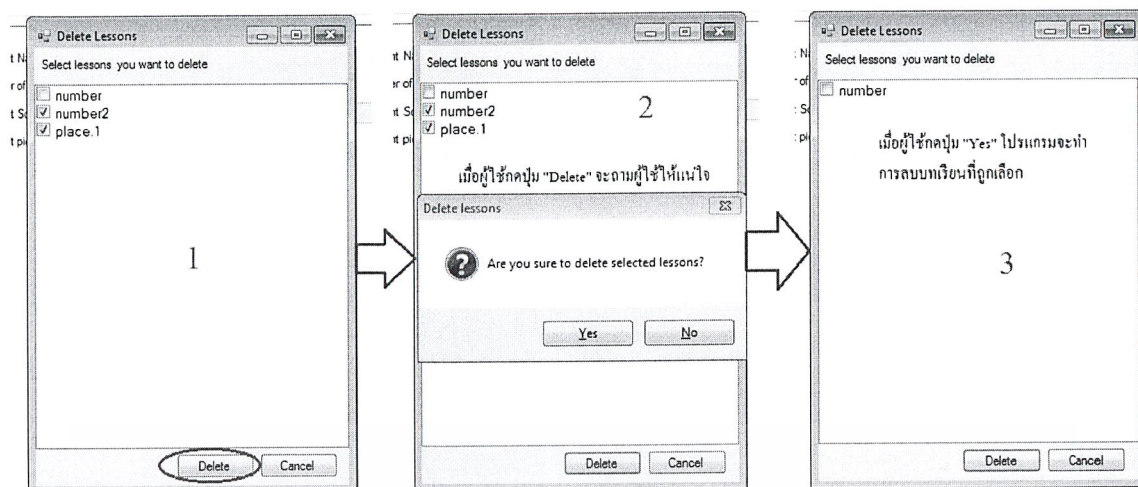 Delete Lessons
Select lessons you want to delete
number
number2
place.1
1
Delete
Cancel
Delete Lessons
Select lessons you want to delete
number
number2
place.1
2
เมื่อผู้ใช้กดปุ่ม "Delete" จะถามผู้ใช้ให้แน่ใจ
Delete lessons
Are you sure to delete selected lessons?
Yes
No
Delete
Cancel
Delete Lessons
Select lessons you want to delete
number
เมื่อผู้ใช้กดปุ่ม "Yes" โปรแกรมจะทำ
การลบบทเรียนที่ถูกเลือก
3
Delete
Cancel